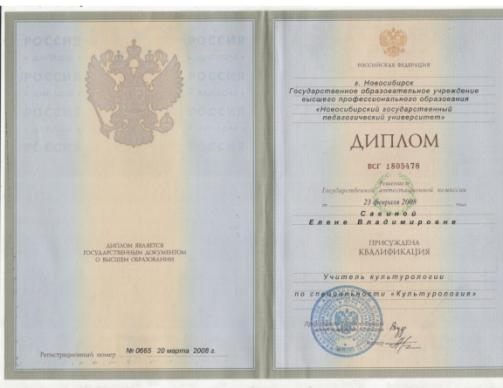 РОССИЯ РОССИЯ
ДИПЛОМ ЯВЛЯЕТСЯ
ГОСУДАРСТВЕННЫМ ДОКУМЕНТОМ
О ВЫСШЕМ ОБРАЗОВАНИИ
Регистрационный номер № 0665 20 марта 2008 г.
РОССИЙСКАЯ ФЕДЕРАЦИЯ
г. Новосибирск
Государственное образовательное учреждение
высшего профессионального образования
«Новосибирский государственный
педагогический университет»
ДИПЛОМ
ВСГ 1805478
Решением
Государственной аттестационной комиссии
от 23 февраля 2008 года
Савиной
Елене Владимировне
ПРИСУЖДЕНА
КВАЛИФИКАЦИЯ
Учитель культурологии
по специальности «Культурология»